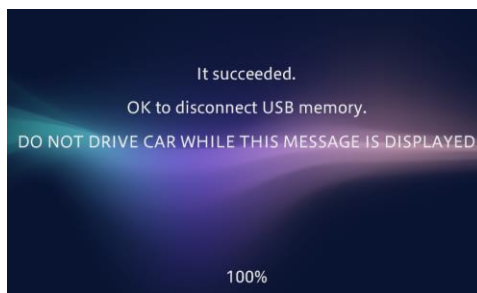 It succeeded.
OK to disconnect USB memory.
DO NOT DRIVE CAR WHILE THIS MESSAGE IS DISPLAYED
100%